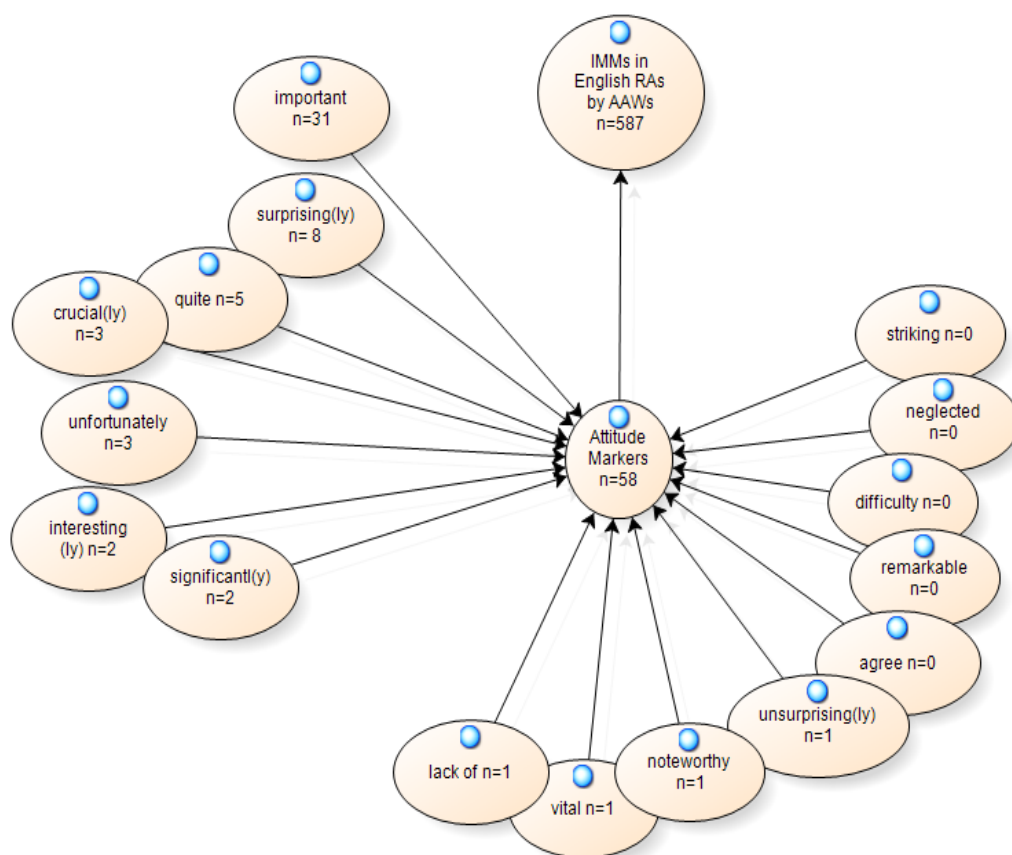 IMMs in
English RAs
by AAWs
n=587
important
n=31
surprising(ly)
n= 8
quite n=5
crucial(ly)
n=3
unfortunately
n=3
interesting
(ly) n=2
significantl(y)
n=2
Attitude
Markers
n=58
striking n=0
neglected
n=0
difficulty n=0
remarkable
n=0
agree n=0
unsurprising(ly)
n=1
noteworthy
n=1
vital n=1
lack of n=1